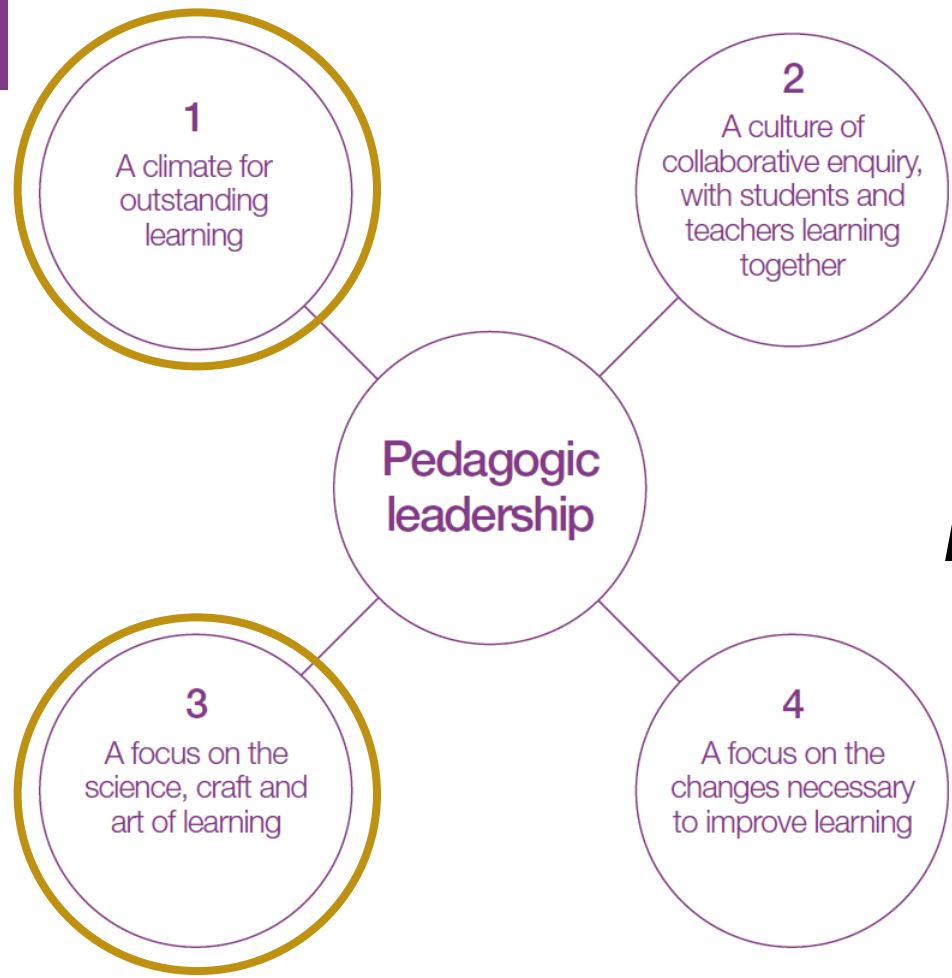 1
A climate for
outstanding
learning
2
A culture of
collaborative enquiry,
with students and
teachers learning
together
Pedagogic
leadership
3
A focus on the
science, craft and
art of learning
4
A focus on the
changes necessary
to improve learning